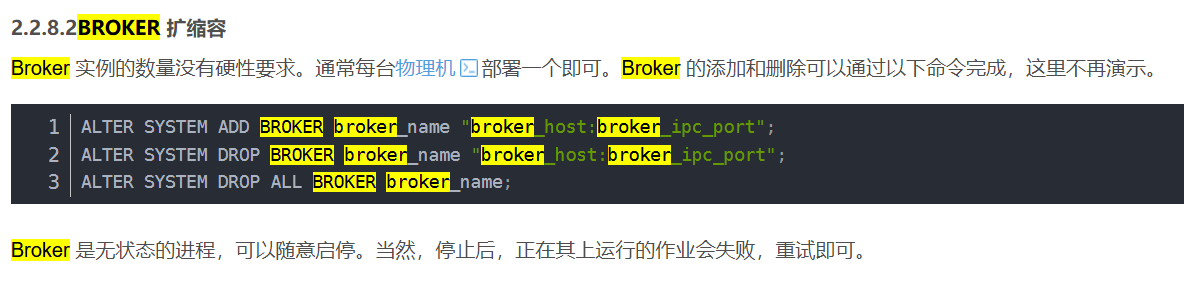 2.2.8.2BROKER 扩缩容
Broker 实例的数量没有硬性要求。通常每台物理机部署一个即可。Broker 的添加和删除可以通过以下命令完成，这里不再演示。
1 ALTER SYSTEM ADD BROKER broker_name "broker_host:broker_ipc_port";
2 ALTER SYSTEM DROP BROKER broker_name "broker_host:broker_ipc_port";
3 ALTER SYSTEM DROP ALL BROKER broker_name;
Broker 是无状态的进程，可以随意启停。当然，停止后，正在其上运行的作业会失败，重试即可。